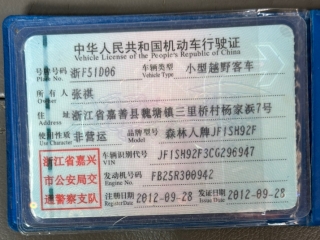 中华人民共和国机动车行驶证
Vehicle License of the People's Republic of China
号牌号码 浙F51D06 车辆类型 小型越野客车
Plate No. Vehicle Type
所有人 张祺
Owner
住址 浙江省嘉善县魏塘镇三里桥村杨家浜7号
Address
使用性质 非营运 品牌型号 森林人牌JF1SH92F
Use Character Model
浙江省嘉兴
市公安局交
通警察支队
车辆识别代号 JF1SH92F3CG296947
VIN
发动机号码 FB25R300942
Engine No.
注册日期 2012-09-28 发证日期 2012-09-28
Register Date Issue Date